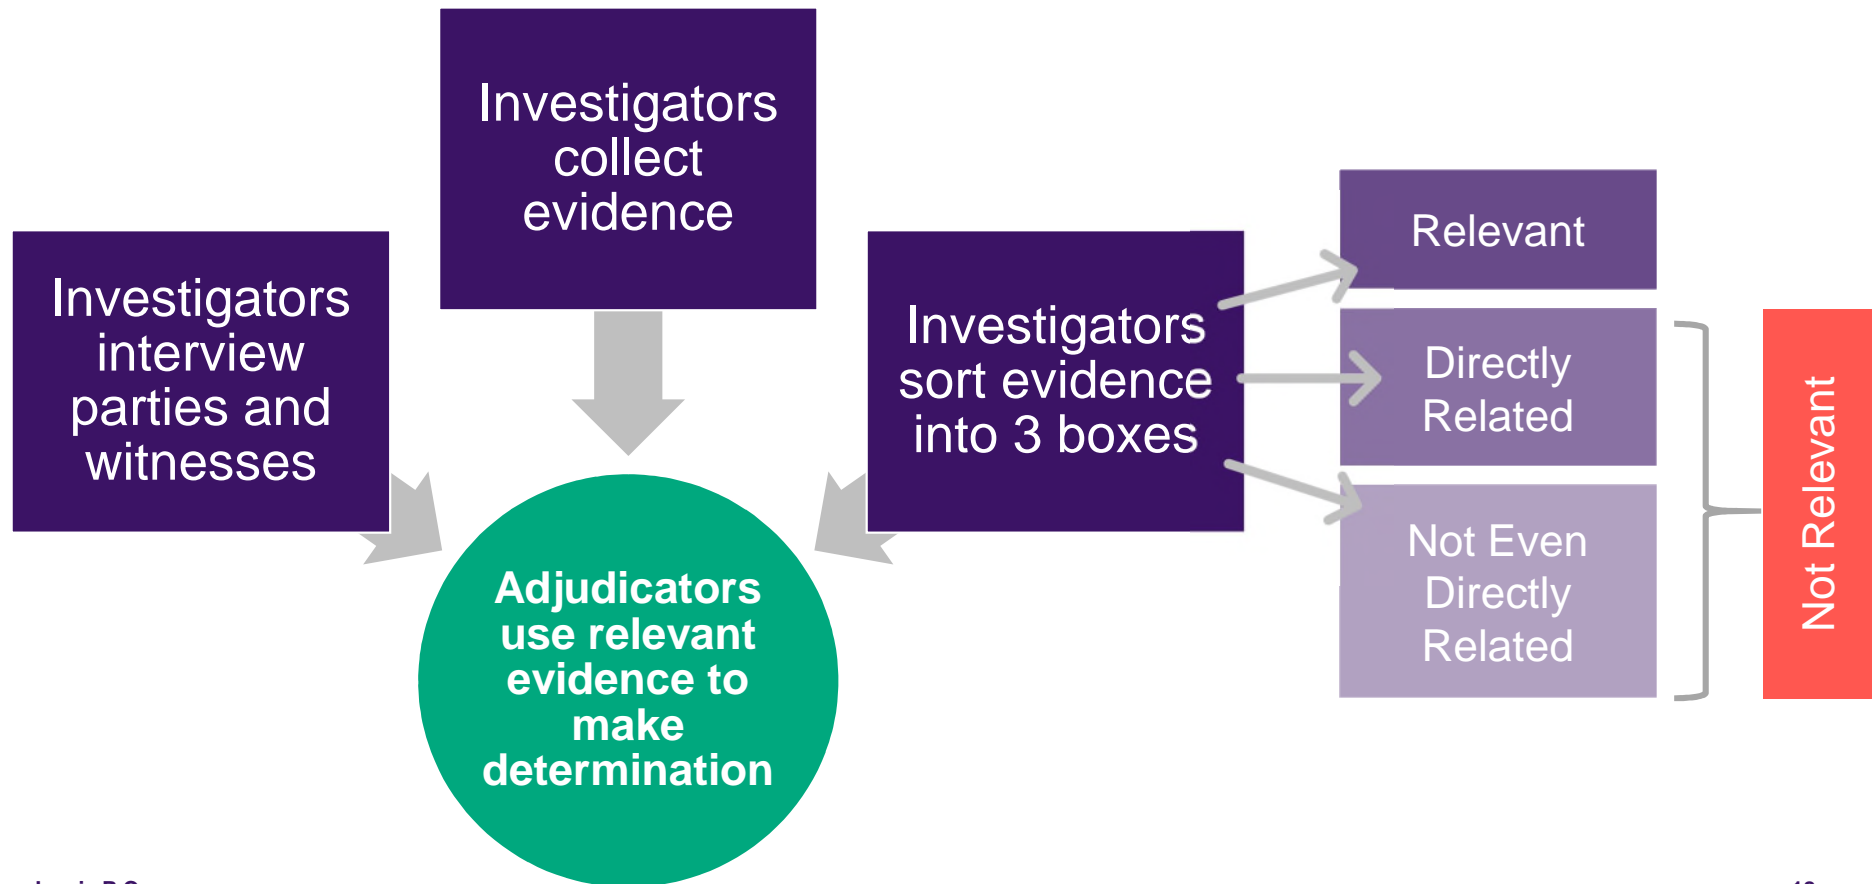 Investigators
collect
evidence
Investigators
interview
parties and
witnesses
Investigators
sort evidence
into 3 boxes
Relevant
Directly
Related
Not Even
Directly
Related
Not Relevant
Adjudicators
use relevant
evidence to
make
determination